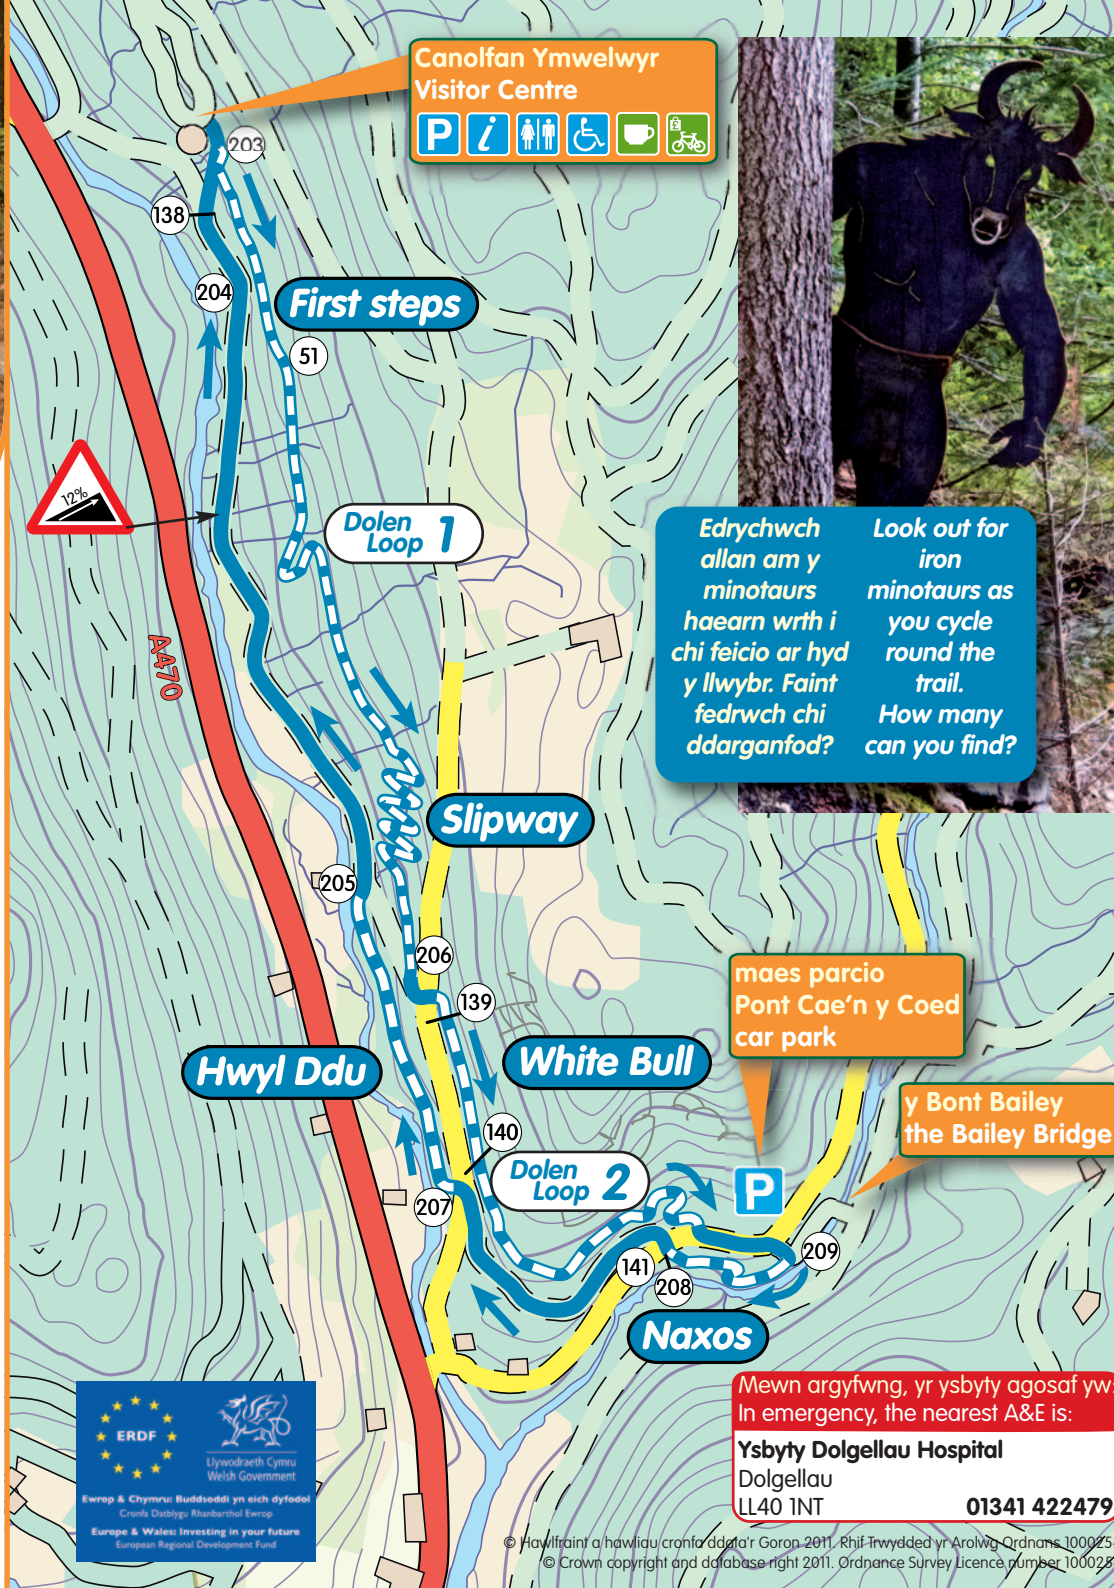 Canolfan Ymwelwyr
Visitor Centre
P
i
203
138
204
First steps
51
12%
Dolen
Loop 1
A470
Edrychwch
allan am y
minotaurs
haearn wrth i
chi feicio ar hyd
y llwybr. Faint
fedrwch chi
ddarganfod?
Look out for
iron
minotaurs as
you cycle
round the
trail.
How many
can you find?
Slipway
205
206
139
maes parcio
Pont Cae'n y Coed
car park
Hwyl Ddu
White Bull
y Bont Bailey
the Bailey Bridge
140
Dolen
Loop 2
P
207
209
141
208
Naxos
Mewn argyfwng, yr ysbyty agosaf yw:
In emergency, the nearest A&E is:
Ysbyty Dolgellau Hospital
Dolgellau
LL40 1NT
01341 422479
ERDF
Llywodraeth Cymru
Welsh Government
Ewrop & Chymru: Buddsoddi yn eich dyfodol
Cronfa Datblygu Rhanbarthol Ewrop
Europe & Wales: Investing in your future
European Regional Development Fund
© Hawlfraint a hawliau cronfa ddata'r Goron 2011. Rhif Trwydded yr Arolwg Ordnans 100025
© Crown copyright and database right 2011. Ordnance Survey Licence number 100025